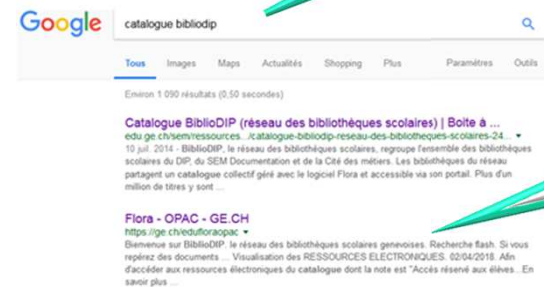 Google catalogue bibliodip
Tous Images Maps Actualités Shopping Plus Paramètres Outils
Environ 1 090 résultats (0,50 secondes)
Catalogue BiblioDIP (réseau des bibliothèques scolaires) | Boite à ...
edu.ge.ch/sem/ressources.../catalogue-bibliodip-reseau-des-bibliotheques-scolaires-24...
10 juil. 2014 - BiblioDIP, le réseau des bibliothèques scolaires, regroupe l'ensemble des bibliothèques
scolaires du DIP, du SEM Documentation et de la Cité des métiers. Les bibliothèques du réseau
partagent un catalogue collectif géré avec le logiciel Flora et accessible via son portail. Plus d'un
million de titres y sont ...
Flora - OPAC - GE.CH
https://ge.ch/edufloraopac
Bienvenue sur BiblioDIP. le réseau des bibliothèques scolaires genevoises. Recherche flash. Si vous
repérez des documents ... Visualisation des RESSOURCES ELECTRONIQUES. 02/04/2018. Afin
d'accéder aux ressources électroniques du catalogue dont la note est "Accès réservé aux élèves...En
savoir plus ...